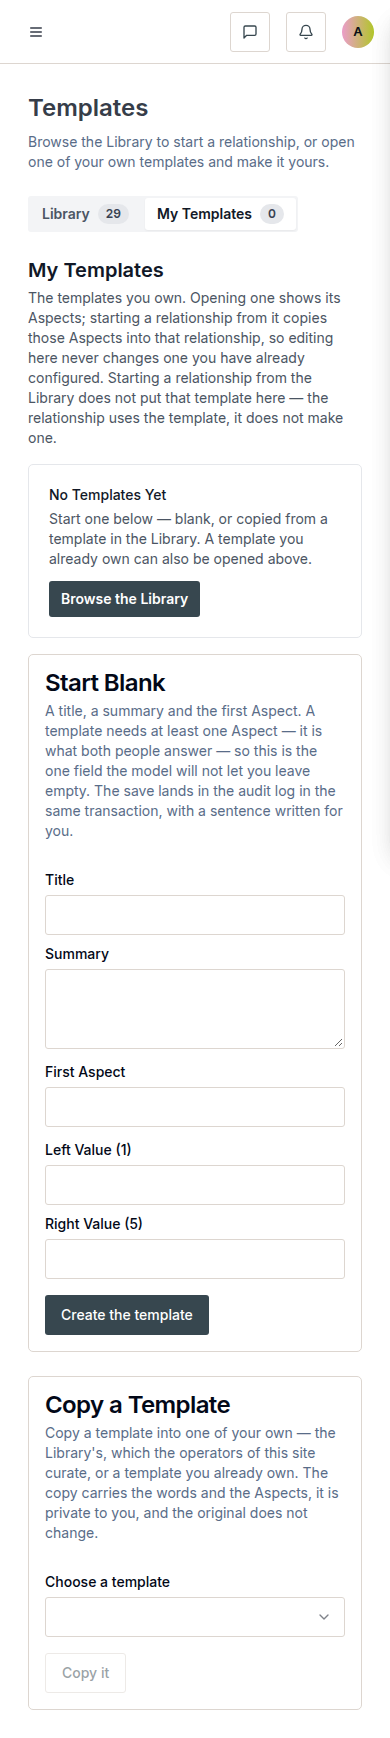 A
Templates
Browse the Library to start a relationship, or open
one of your own templates and make it yours.
Library 29 My Templates 0
My Templates
The templates you own. Opening one shows its
Aspects; starting a relationship from it copies
those Aspects into that relationship, so editing
here never changes one you have already
configured. Starting a relationship from the
Library does not put that template here — the
relationship uses the template, it does not make
one.
No Templates Yet
Start one below — blank, or copied from a
template in the Library. A template you
already own can also be opened above.
Browse the Library
Start Blank
A title, a summary and the first Aspect. A
template needs at least one Aspect — it is
what both people answer — so this is the
one field the model will not let you leave
empty. The save lands in the audit log in the
same transaction, with a sentence written for
you.
Title
Summary
First Aspect
Left Value (1)
Right Value (5)
Create the template
Copy a Template
Copy a template into one of your own — the
Library's, which the operators of this site
curate, or a template you already own. The
copy carries the words and the Aspects, it is
private to you, and the original does not
change.
Choose a template
Copy it